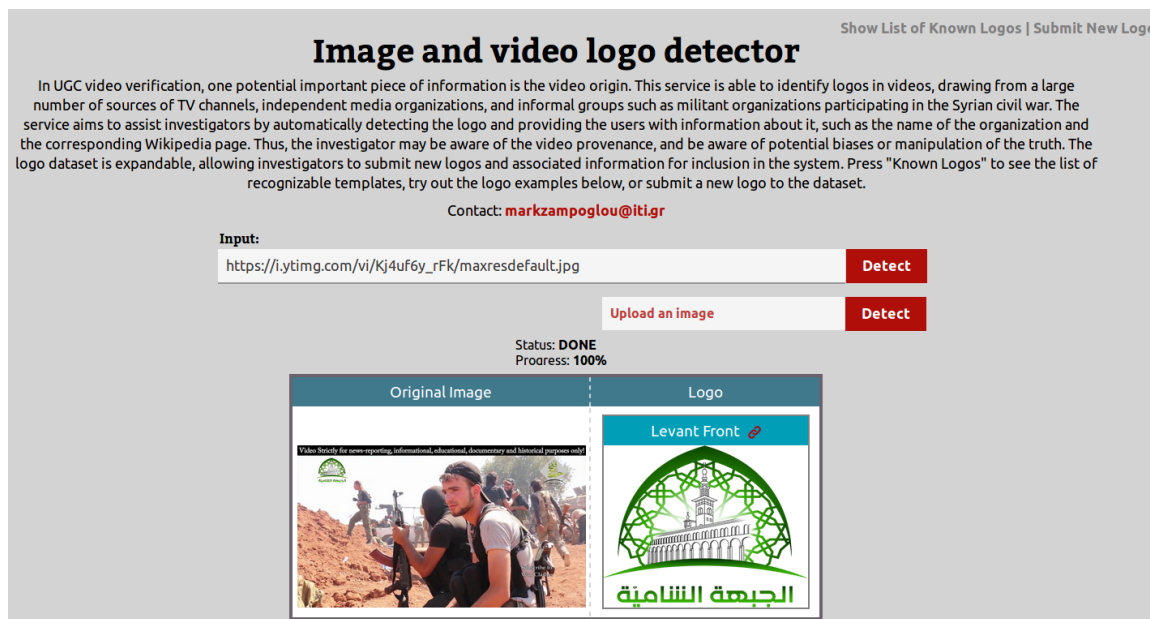 Show List of Known Logos | Submit New Logo
Image and video logo detector
In UGC video verification, one potential important piece of information is the video origin. This service is able to identify logos in videos, drawing from a large
number of sources of TV channels, independent media organizations, and informal groups such as militant organizations participating in the Syrian civil war. The
service aims to assist investigators by automatically detecting the logo and providing the users with information about it, such as the name of the organization and
the corresponding Wikipedia page. Thus, the investigator may be aware of the video provenance, and be aware of potential biases or manipulation of the truth. The
logo dataset is expandable, allowing investigators to submit new logos and associated information for inclusion in the system. Press "Known Logos" to see the list of
recognizable templates, try out the logo examples below, or submit a new logo to the dataset.
Contact: markzampoglou@iti.gr
Input:
https://i.ytimg.com/vi/Kj4uf6y_rFk/maxresdefault.jpg
Detect
Upload an image
Detect
Status: DONE
Progress: 100%
Original Image
Logo
Levant Front
Video Strictly for news-reporting, informational, educational, documentary and historical purposes only!
الجبهة الشامية
الجبهة الشاميّة